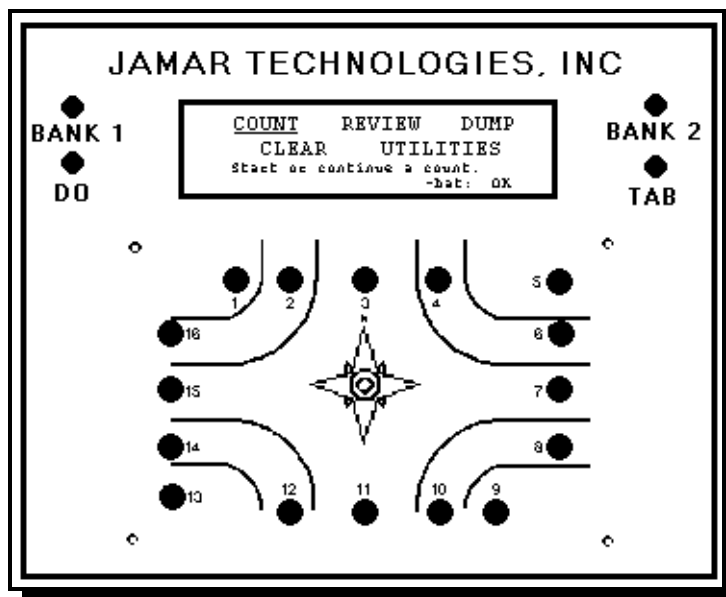 JAMAR TECHNOLOGIES, INC
BANK 1
DO
COUNT REVIEW DUMP
CLEAR UTILITIES
Start or continue a count.
-bat: OK
BANK 2
TAB
1 2 3 4 5
16 6
N
15 7
14 8
13
12 11 10 9